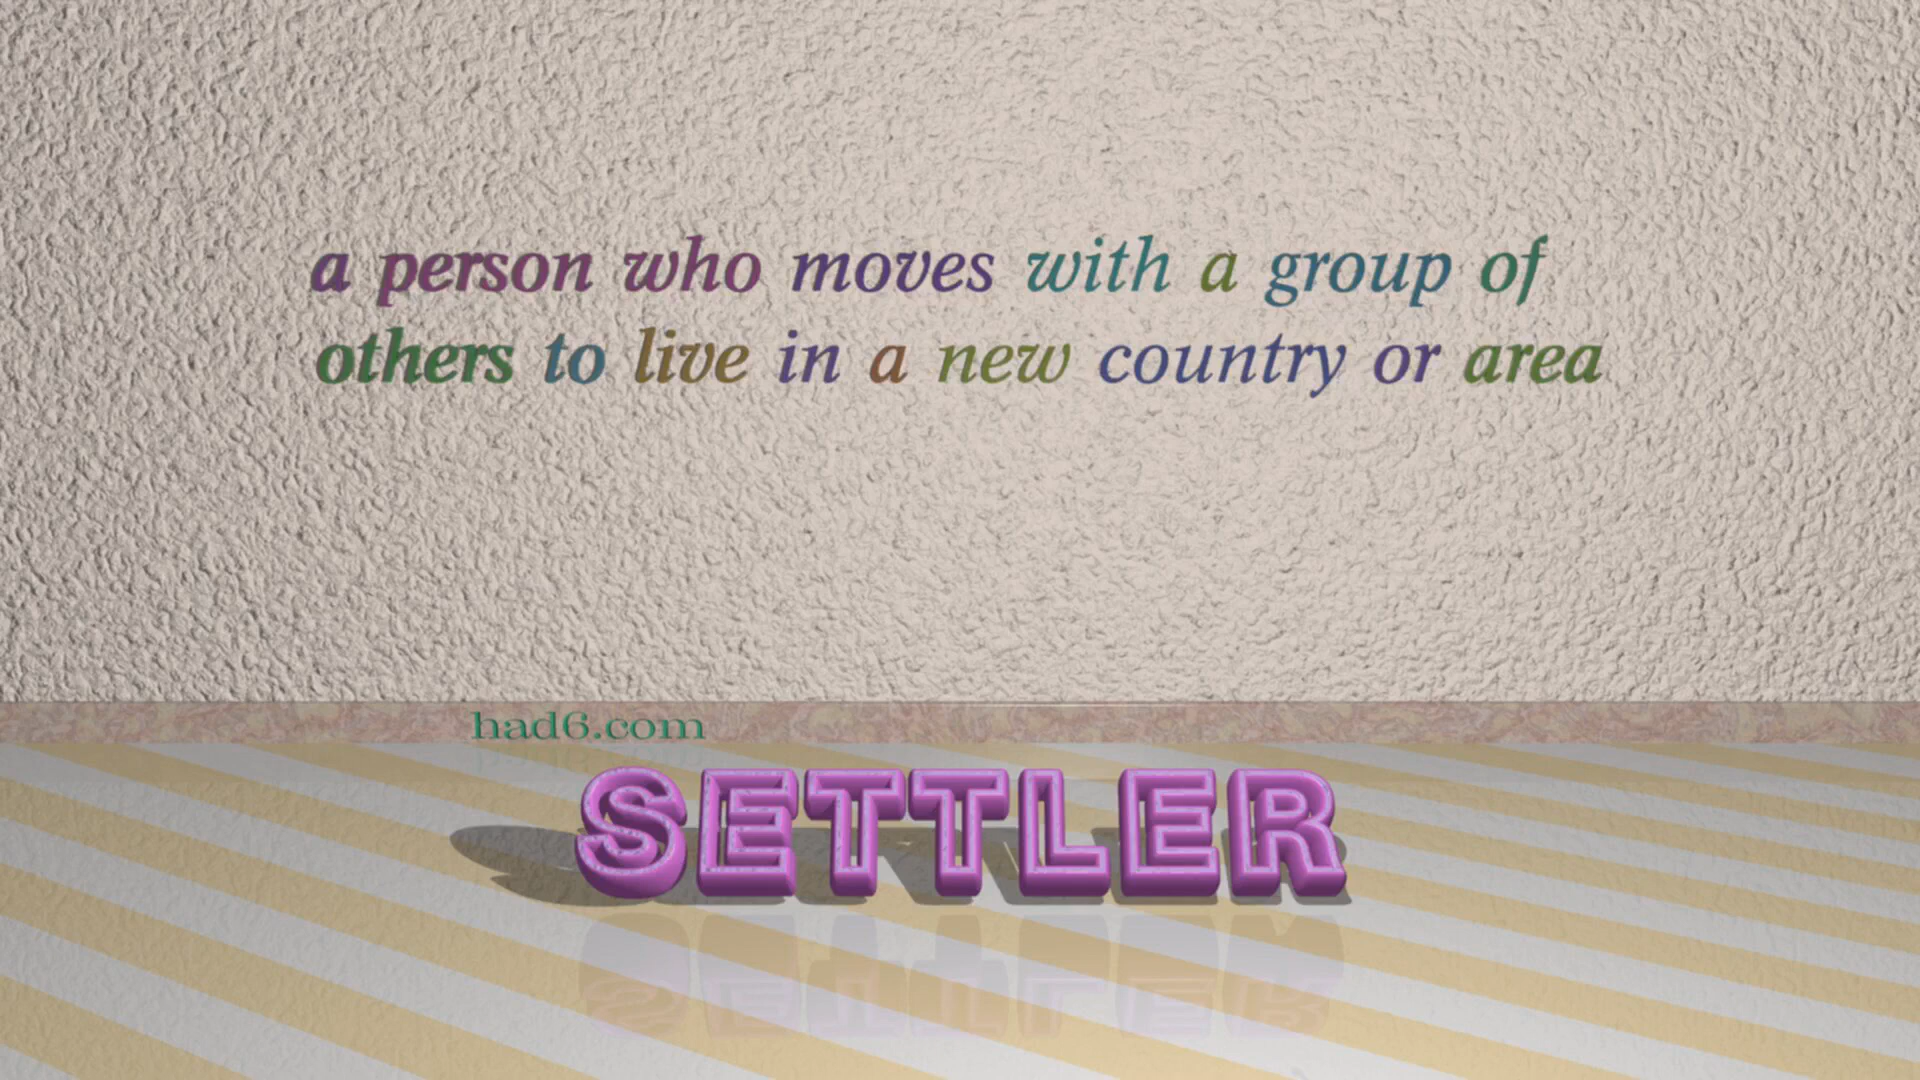 a person who moves with a group of
others to live in a new country or area
had6.com
SETTLER